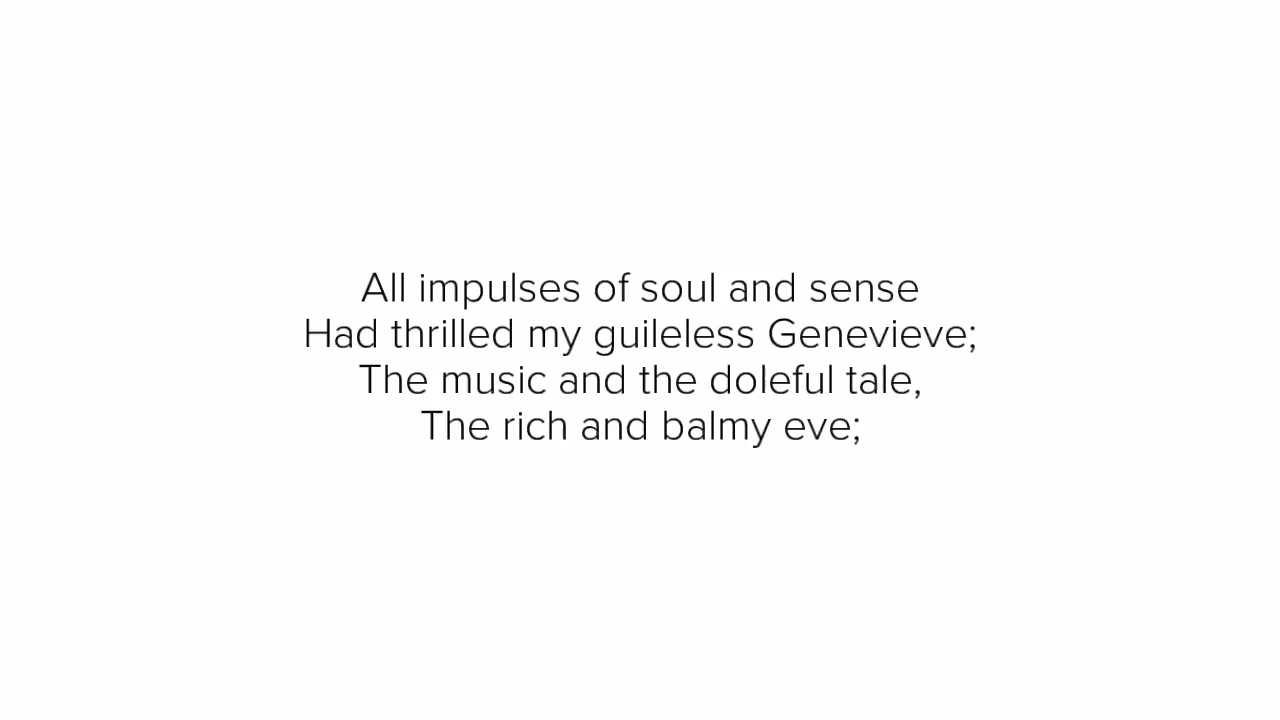 All impulses of soul and sense
Had thrilled my guileless Genevieve;
The music and the doleful tale,
The rich and balmy eve;